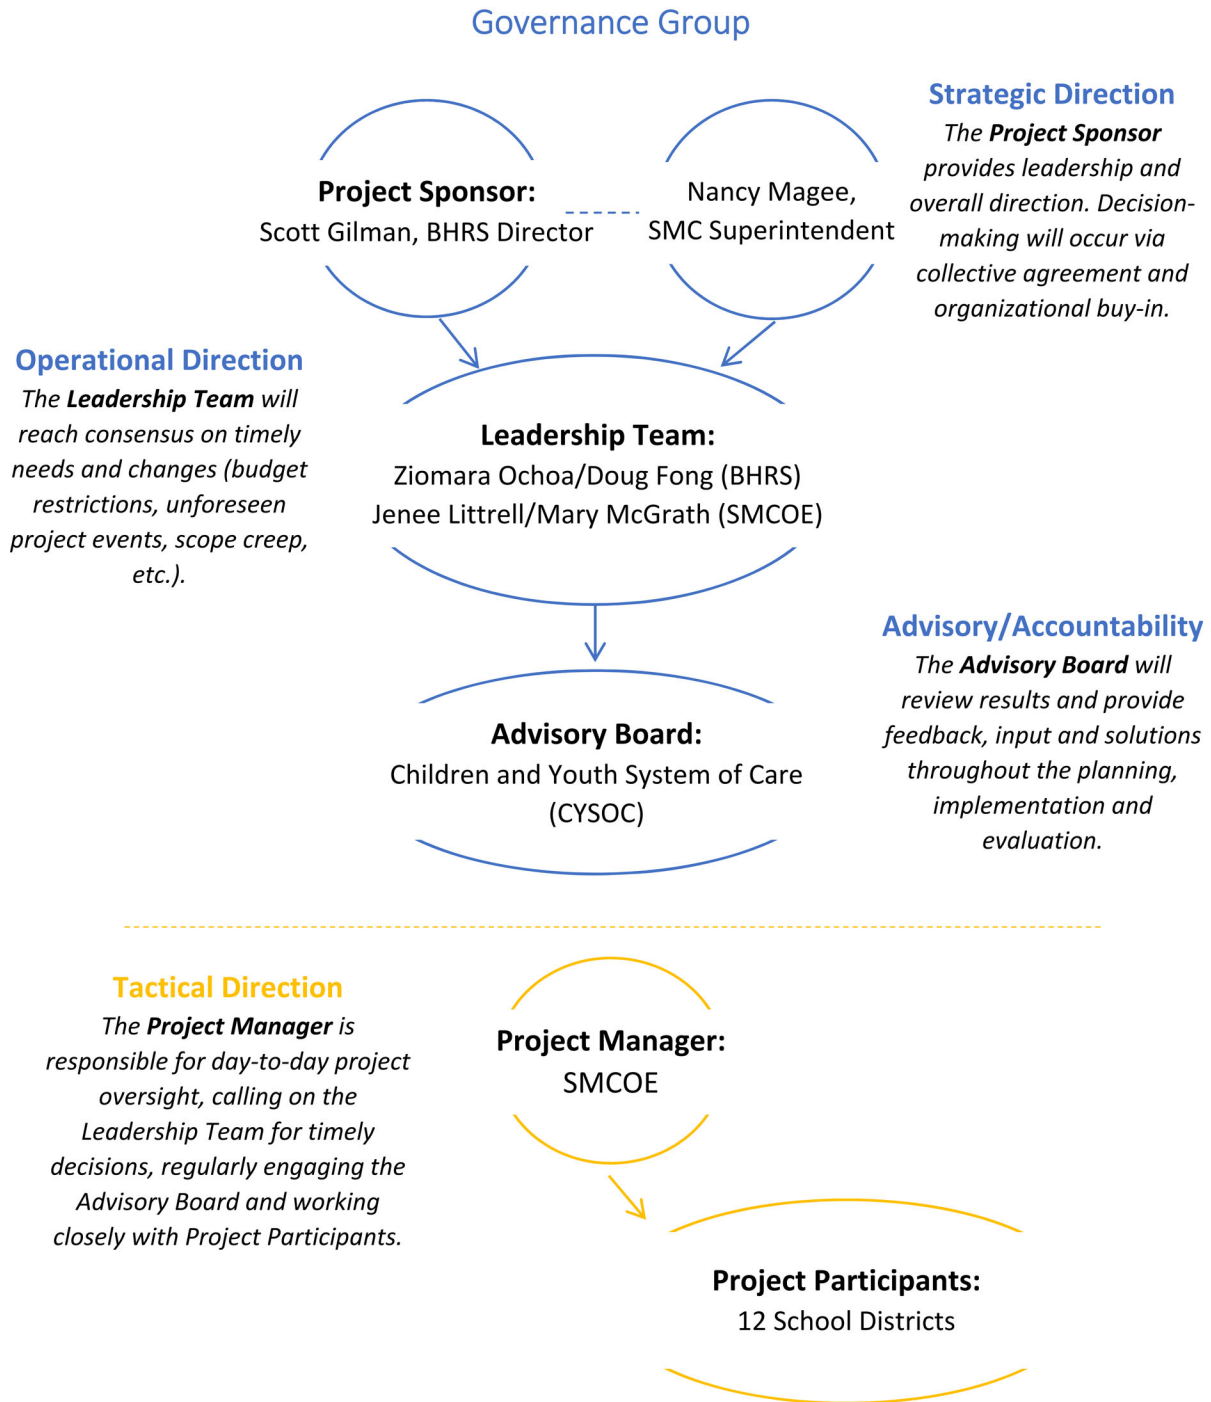 Governance Group
Strategic Direction
The Project Sponsor
provides leadership and
overall direction. Decision-
making will occur via
collective agreement and
organizational buy-in.
Project Sponsor:
Scott Gilman, BHRS Director
Nancy Magee,
SMC Superintendent
Operational Direction
The Leadership Team will
reach consensus on timely
needs and changes (budget
restrictions, unforeseen
project events, scope creep,
etc.).
Leadership Team:
Ziomara Ochoa/Doug Fong (BHRS)
Jenee Littrell/Mary McGrath (SMCOE)
Advisory/Accountability
The Advisory Board will
review results and provide
feedback, input and solutions
throughout the planning,
implementation and
evaluation.
Advisory Board:
Children and Youth System of Care
(CYSOC)
Tactical Direction
The Project Manager is
responsible for day-to-day project
oversight, calling on the
Leadership Team for timely
decisions, regularly engaging the
Advisory Board and working
closely with Project Participants.
Project Manager:
SMCOE
Project Participants:
12 School Districts